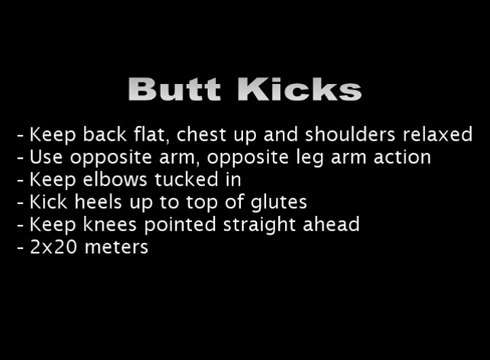 Butt Kicks
- Keep back flat, chest up and shoulders relaxed
- Use opposite arm, opposite leg arm action
- Keep elbows tucked in
- Kick heels up to top of glutes
- Keep knees pointed straight ahead
- 2x20 meters